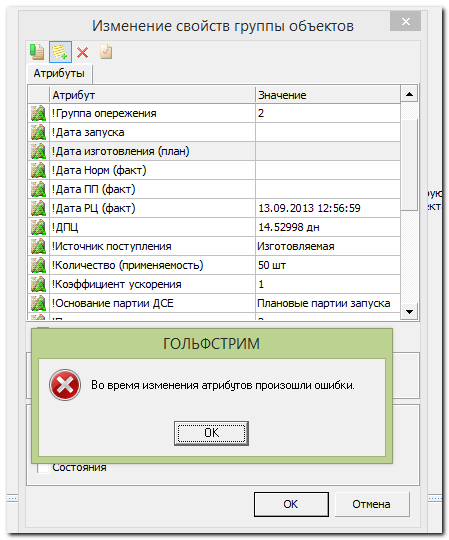 Изменение свойств группы объектов
Атрибуты
Атрибут Значение
!Группа опережения 2
!Дата запуска
!Дата изготовления (план)
!Дата Норм (факт)
!Дата ПП (факт)
!Дата РЦ (факт) 13.09.2013 12:56:59
!ДПЦ 14.52998 дн
!Источник поступления Изготовляемая
!Количество (применяемость) 50 шт
!Коэффициент ускорения 1
!Основание партии ДСЕ Плановые партии запуска
ГОЛЬФСТРИМ
Во время изменения атрибутов произошли ошибки.
OK
Состояния
OK Отмена